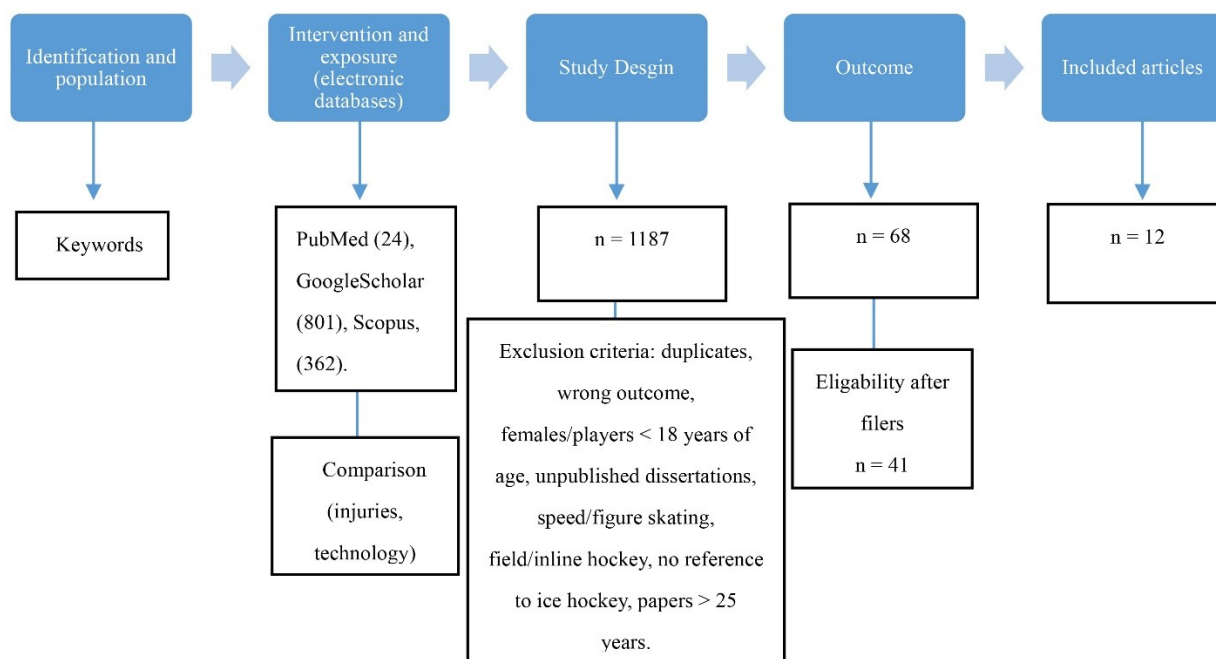 Identification and
population
Intervention and
exposure
(electronic
databases)
Study Desgin
Outcome
Included articles
Keywords
PubMed (24),
GoogleScholar
(801), Scopus,
(362).
Comparison
(injuries,
technology)
n = 1187
Exclusion criteria: duplicates,
wrong outcome,
females/players < 18 years of
age, unpublished dissertations,
speed/figure skating,
field/inline hockey, no reference
to ice hockey, papers > 25
years.
n = 68
Eligability after
filers
n = 41
n = 12